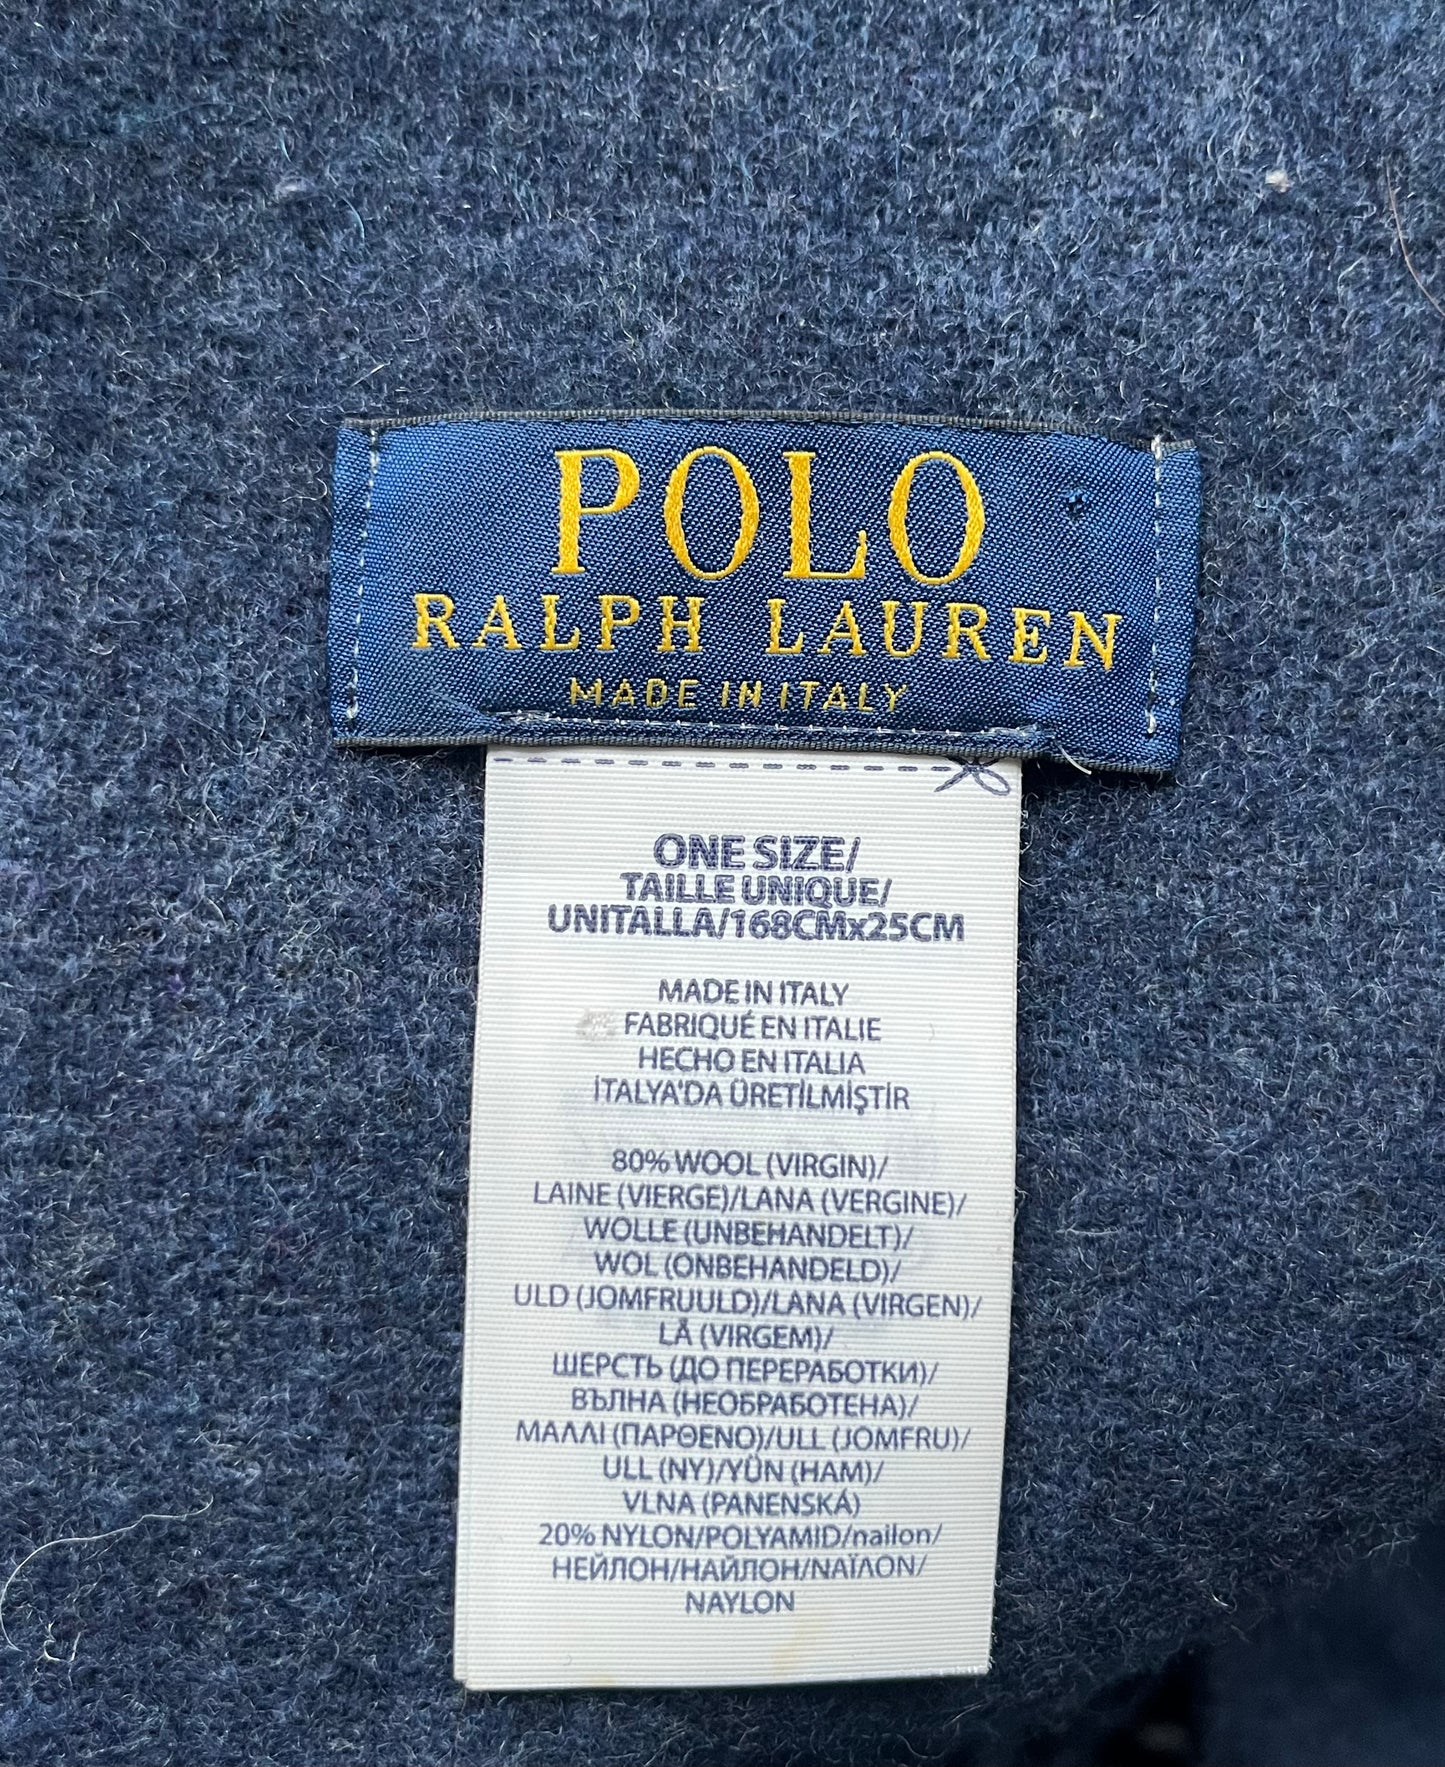 POLO
RALPH LAUREN
MADE IN ITALY
ONE SIZE/
TAILLE UNIQUE/
UNITALLA/168CMx25CM
MADE IN ITALY
FABRIQUÉ EN ITALIE
HECHO EN ITALIA
İTALYA'DA ÜRETİLMİŞTİR
80% WOOL (VIRGIN)/
LAINE (VIERGE)/LANA (VERGINE)/
WOLLE (UNBEHANDELT)/
WOL (ONBEHANDELD)/
ULD (JOMFRUULD)/LANA (VIRGEN)/
LÃ (VIRGEM)/
ШЕРСТЬ (ДО ПЕРЕРАБОТКИ)/
ВЪЛНА (НЕОБРАБОТЕНА)/
ΜΑΛΛΙ (ΠΑΡΘΕΝΟ)/ULL (JOMFRU)/
ULL (NY)/YÜN (HAM)/
VLNA (PANENSKÁ)
20% NYLON/POLYAMID/nailon/
НЕЙЛОН/НАЙЛОН/ΝΑΪΛΟΝ/
NAYLON